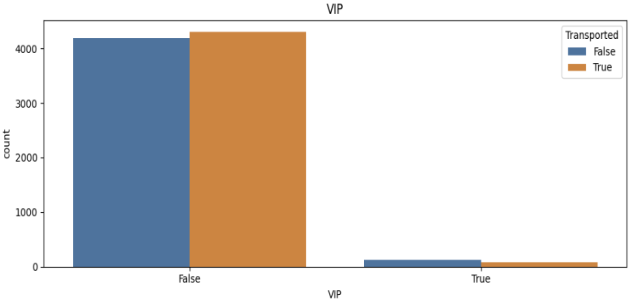 VIP
Transported
False
True
4000
3000
2000
1000
0
count
False True
VIP